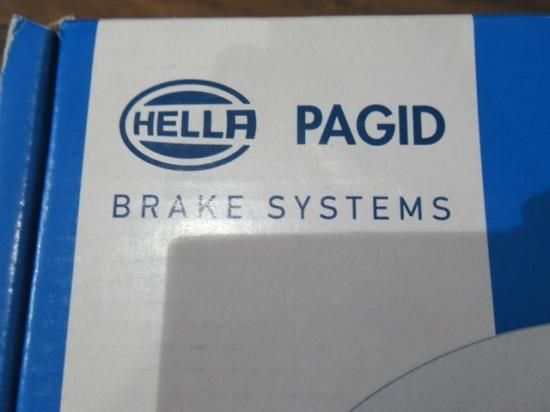 HELLA PAGID
BRAKE SYSTEMS